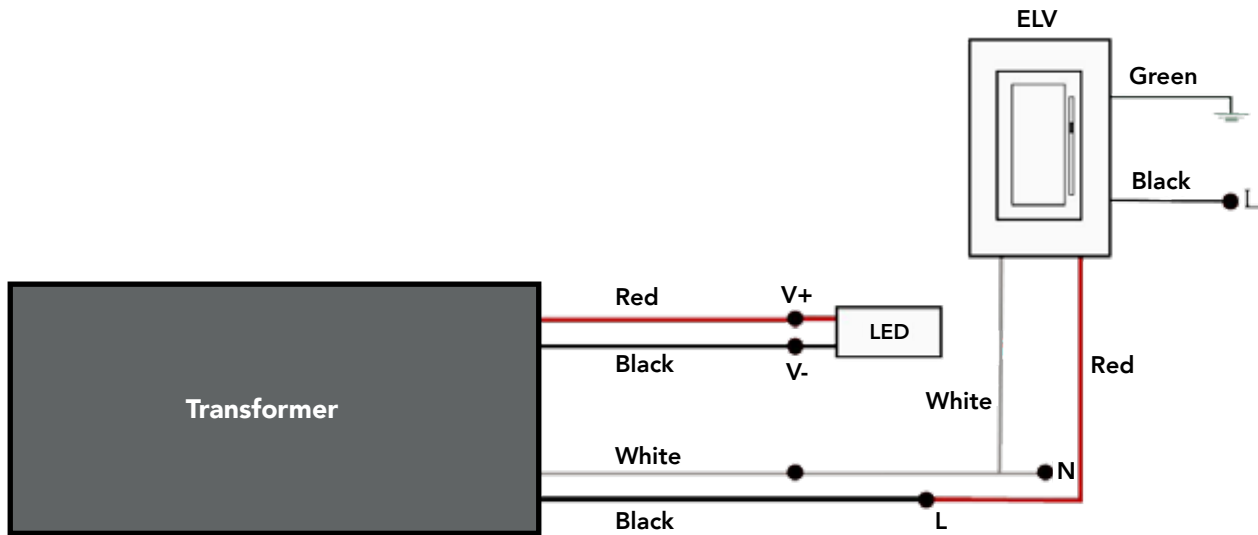 ELV
Green
Black
L
Red
V+
LED
Black
V-
Red
Transformer
White
White
N
Black
L